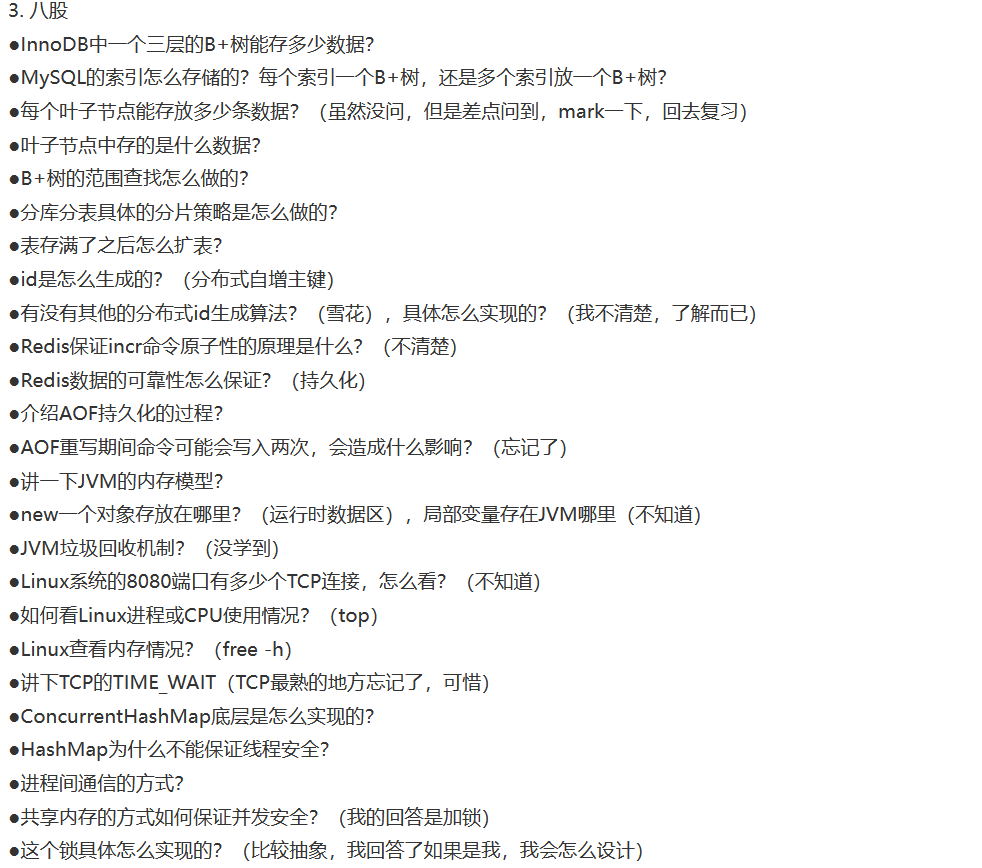 3. 八股
●InnoDB中一个三层的B+树能存多少数据？
●MySQL的索引怎么存储的？每个索引一个B+树，还是多个索引放一个B+树？
●每个叶子节点能存放多少条数据？（虽然没问，但是差点问到，mark一下，回去复习）
●叶子节点中存的是什么数据？
●B+树的范围查找怎么做的？
●分库分表具体的分片策略是怎么做的？
●表存满了之后怎么扩表？
●id是怎么生成的？（分布式自增主键）
●有没有其他的分布式id生成算法？（雪花），具体怎么实现的？（我不清楚，了解而已）
●Redis保证incr命令原子性的原理是什么？（不清楚）
●Redis数据的可靠性怎么保证？（持久化）
●介绍AOF持久化的过程？
●AOF重写期间命令可能会写入两次，会造成什么影响？（忘记了）
●讲一下JVM的内存模型？
●new一个对象存放在哪里？（运行时数据区），局部变量存在JVM哪里（不知道）
●JVM垃圾回收机制？（没学到）
●Linux系统的8080端口有多少个TCP连接，怎么看？（不知道）
●如何看Linux进程或CPU使用情况？（top）
●Linux查看内存情况？（free -h）
●讲下TCP的TIME_WAIT（TCP最熟的地方忘记了，可惜）
●ConcurrentHashMap底层是怎么实现的？
●HashMap为什么不能保证线程安全？
●进程间通信的方式？
●共享内存的方式如何保证并发安全？（我的回答是加锁）
●这个锁具体怎么实现的？（比较抽象，我回答了如果是我，我会怎么设计）